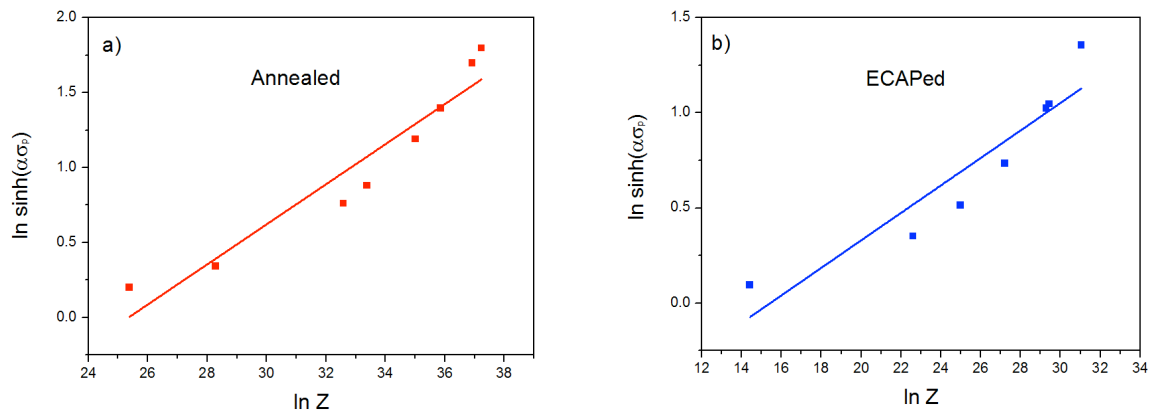 a)
Annealed
ln sinh(ασₚ)
2.0
1.5
1.0
0.5
0.0
24 26 28 30 32 34 36 38
ln Z
b)
ECAPed
ln sinh(ασₚ)
1.5
1.0
0.5
0.0
12 14 16 18 20 22 24 26 28 30 32 34
ln Z